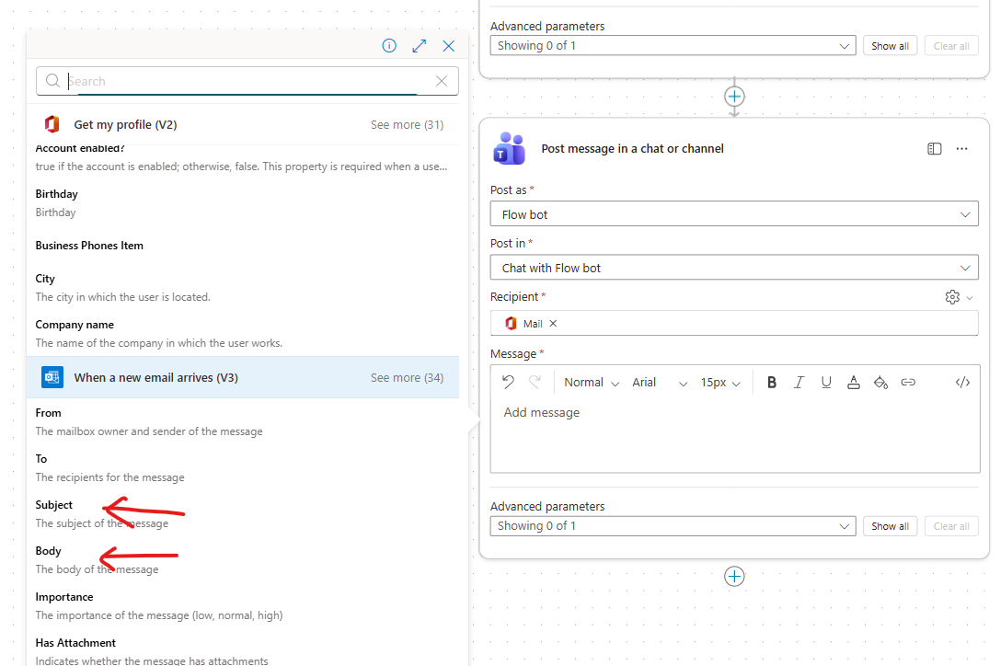 Search
Get my profile (V2)
See more (31)
Account enabled?
true if the account is enabled; otherwise, false. This property is required when a use...
Birthday
Birthday
Business Phones Item
City
The city in which the user is located.
Company name
The name of the company in which the user works.
When a new email arrives (V3)
See more (34)
From
The mailbox owner and sender of the message
To
The recipients for the message
Subject
The subject of the message
Body
The body of the message
Importance
The importance of the message (low, normal, high)
Has Attachment
Indicates whether the message has attachments
Advanced parameters
Showing 0 of 1
Show all
Clear all
T
Post message in a chat or channel
Post as *
Flow bot
Post in *
Chat with Flow bot
Recipient *
Mail
Message *
Normal
Arial
15px
B
I
U
A
</>
Add message
Advanced parameters
Showing 0 of 1
Show all
Clear all